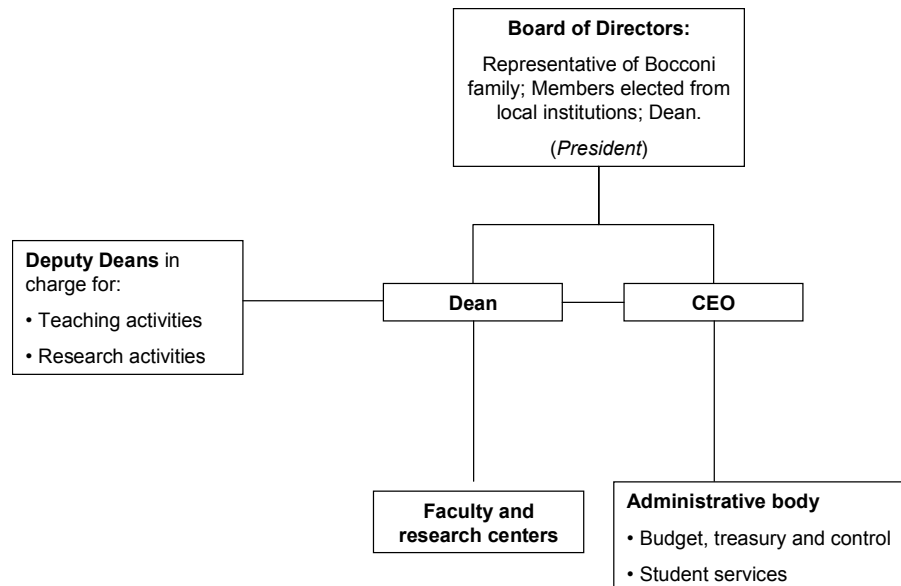 Board of Directors:
Representative of Bocconi
family; Members elected from
local institutions; Dean.
(President)
Deputy Deans in
charge for:
• Teaching activities
• Research activities
Dean
CEO
Faculty and
research centers
Administrative body
• Budget, treasury and control
• Student services